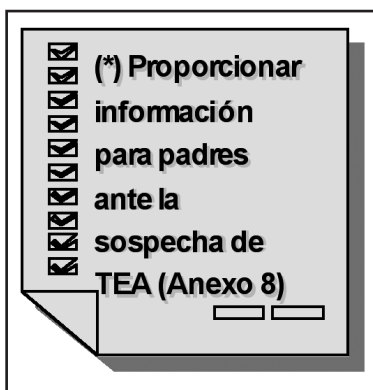 (*) Proporcionar
información
para padres
ante la
sospecha de
TEA (Anexo 8)